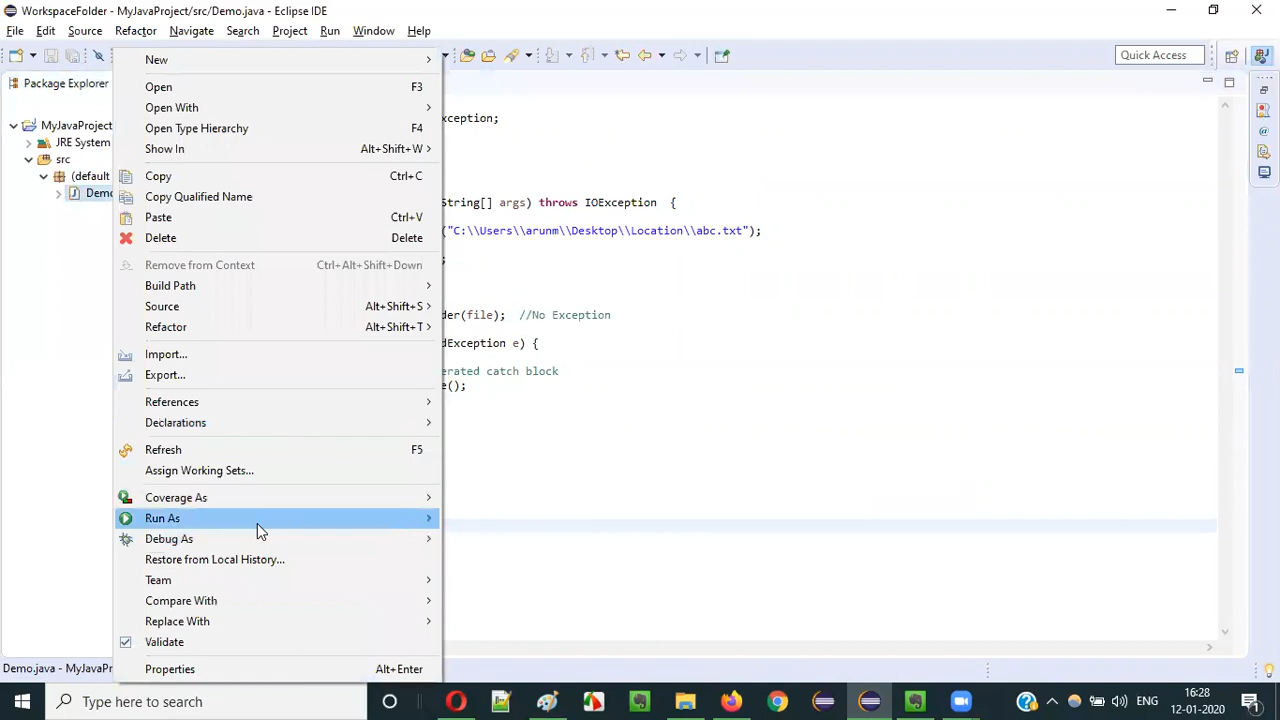 WorkspaceFolder - MyJavaProject/src/Demo.java - Eclipse IDE
File Edit Source Refactor Navigate Search Project Run Window Help
Quick Access
Package Explorer
MyJavaProject
JRE System
src
(default
Demo
New
Open F3
Open With
Open Type Hierarchy F4
Show In Alt+Shift+W
Copy Ctrl+C
Copy Qualified Name
Paste Ctrl+V
Delete Delete
Remove from Context Ctrl+Alt+Shift+Down
Build Path
Source Alt+Shift+S
Refactor Alt+Shift+T
Import...
Export...
References
Declarations
Refresh F5
Assign Working Sets...
Coverage As
Run As
Debug As
Restore from Local History...
Team
Compare With
Replace With
Validate
Properties Alt+Enter
xception;
String[] args) throws IOException {
("C:\\Users\\arunm\\Desktop\\Location\\abc.txt");
;
der(file); //No Exception
dException e) {
erated catch block
e();
Demo.java - MyJavaPr
Type here to search
ENG
16:28
12-01-2020
1